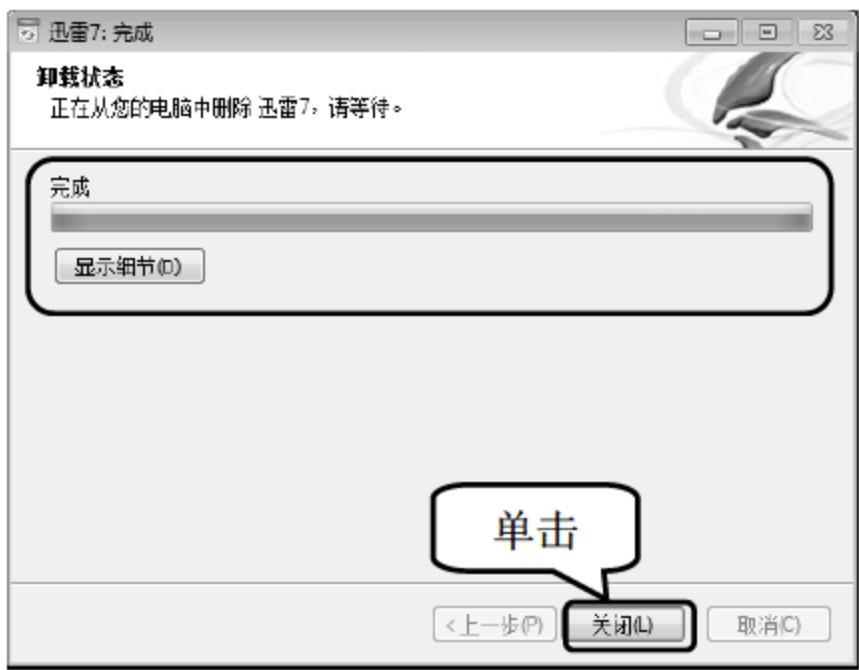 迅雷7: 完成
卸载状态
正在从您的电脑中删除 迅雷7，请等待。
完成
显示细节(D)
单击
<上一步(P)
关闭(L)
取消(C)